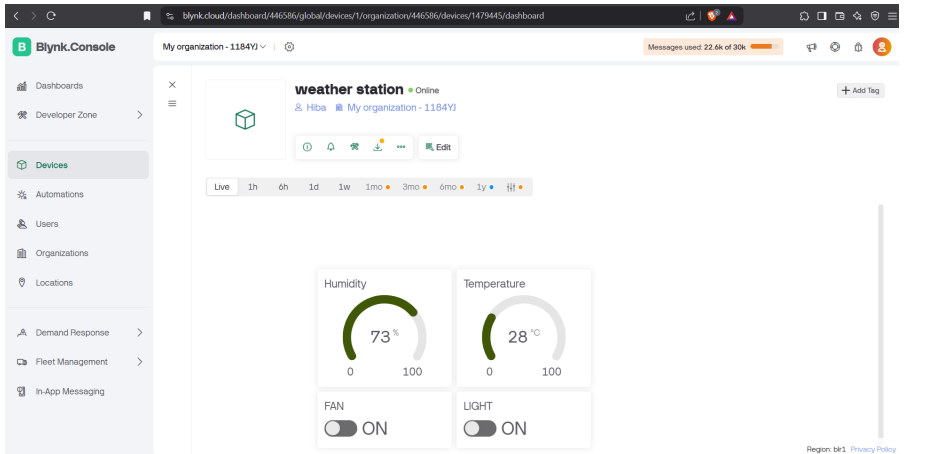 blynk.cloud/dashboard/446586/global/devices/1/organization/446586/devices/1479445/dashboard
B Blynk.Console
My organization - 1184YJ
Messages used: 22.6k of 30k
Dashboards
Developer Zone
Devices
Automations
Users
Organizations
Locations
Demand Response
Fleet Management
In-App Messaging
weather station Online
Hiba My organization - 1184YJ
Add Tag
Edit
Live 1h 6h 1d 1w 1mo 3mo 6mo 1y
Humidity
73 %
0 100
Temperature
28 °C
0 100
FAN
ON
LIGHT
ON
Region: blr1 Privacy Policy